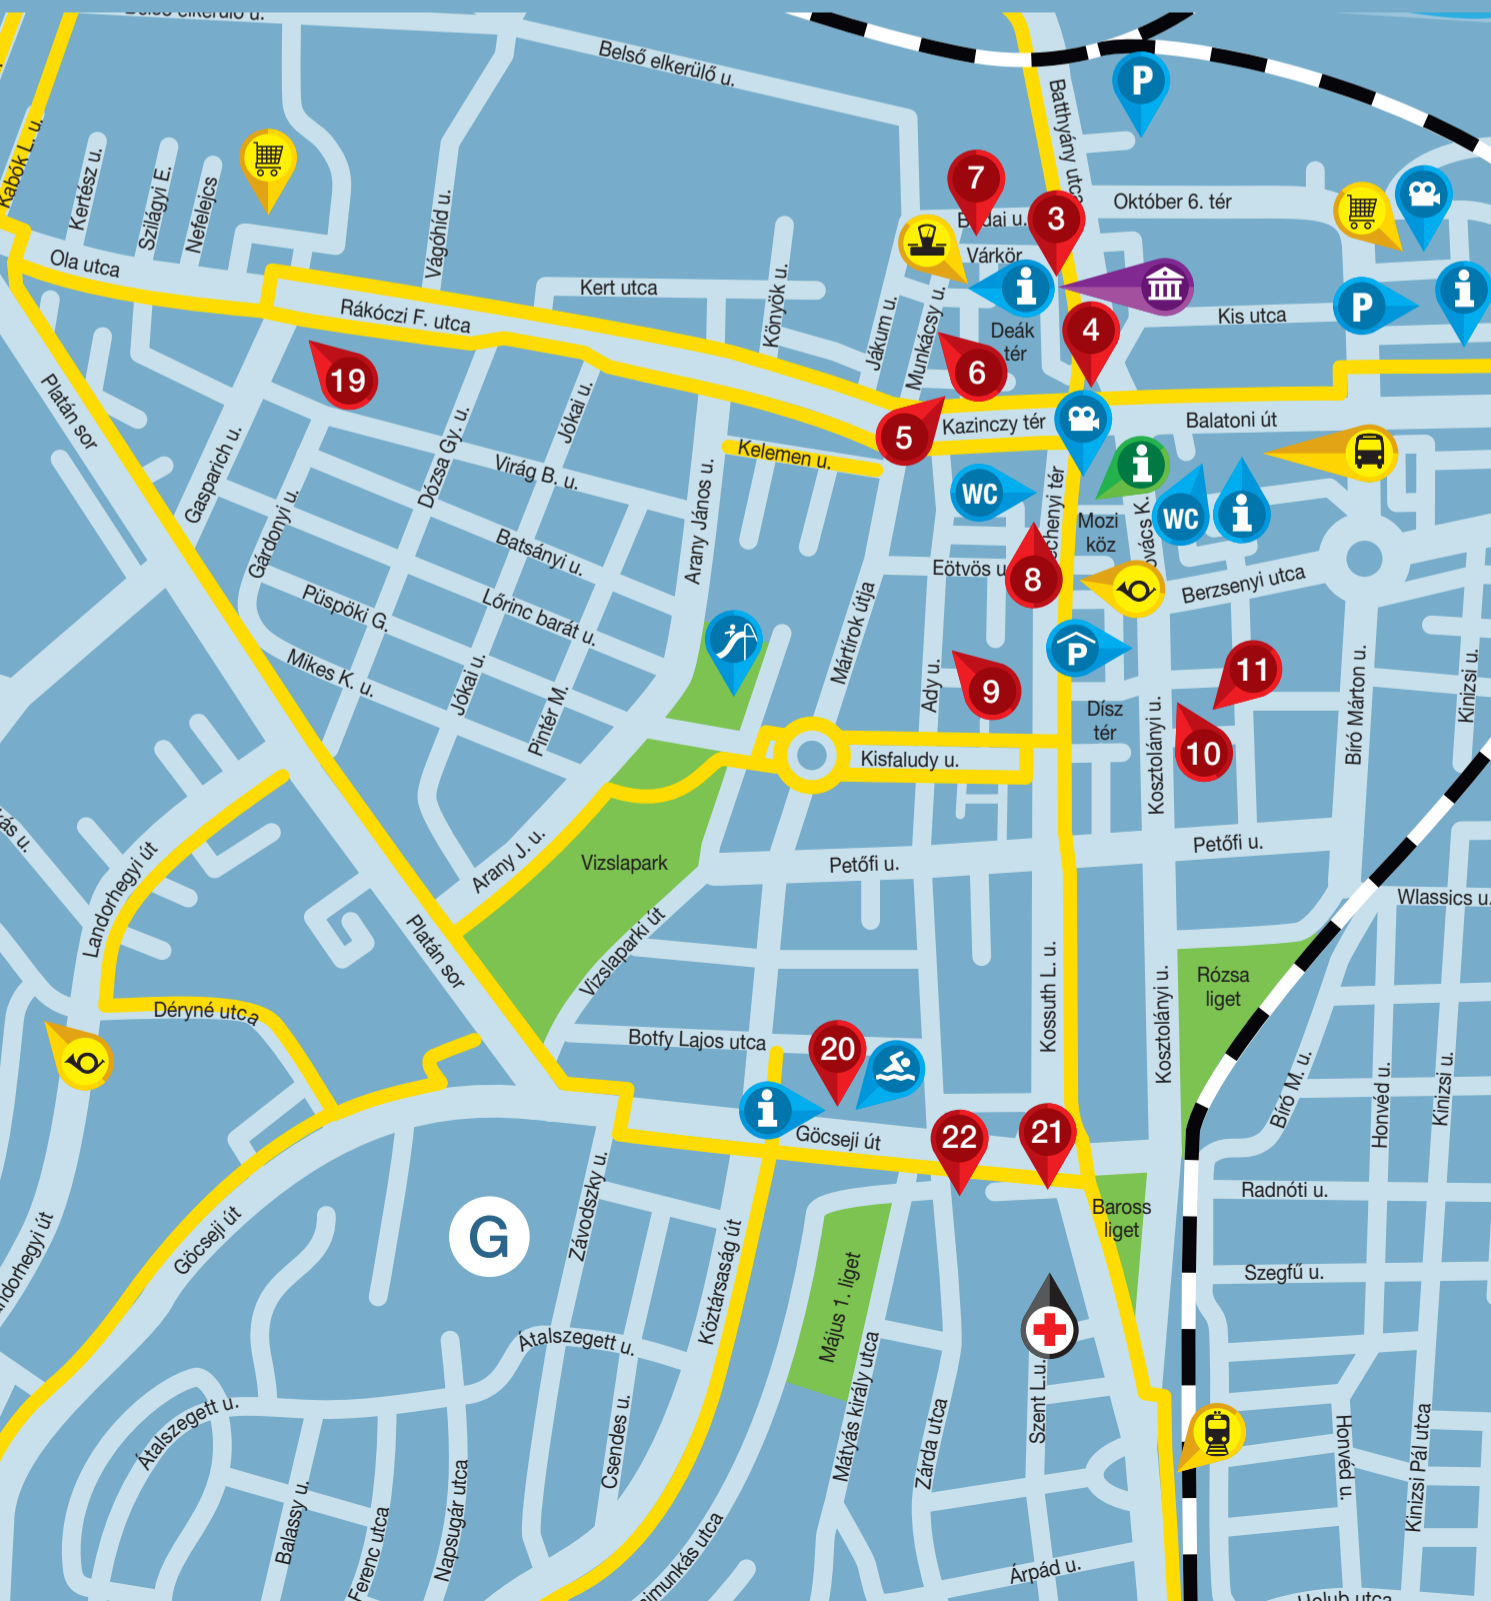 Belső elkerülő u.
Belső elkerülő u.
P
Batthyány utca
Kabók L. u.
Kertész u.
Szilágyi E.
Nefelejcs
Vágóhíd u.
7
Október 6. tér
3
Várkör
Ola utca
Kert utca
Könyök u.
i
Rákóczi F. utca
Jákum u.
Munkácsy u.
Deák
tér
4
Kis utca
P
i
19
6
Platán sor
Gasparich u.
Dózsa Gy. u.
Jókai u.
5
Kazinczy tér
Balatoni út
Kelemen u.
Virág B. u.
Arany János u.
WC
i
WC
i
Mozi
köz
Gárdonyi u.
Batsányi u.
Eötvös u
8
Berzsenyi utca
Püspöki G.
Lőrinc barát u.
Mártírok útja
P
Mikes K. u.
Jókai u.
Pintér M.
Ady u.
9
11
Dísz
tér
10
Kosztolányi u.
Bíró Márton u.
Kinizsi u.
Kisfaludy u.
Landorhegyi út
Arany J. u.
Vizslapark
Petőfi u.
Petőfi u.
Wlassics u.
Platán sor
Vizslaparki út
Kossuth L. u.
Kosztolányi u.
Rózsa
liget
Déryné utca
Botfy Lajos utca
20
i
Göcseji út
22
21
Bíró M. u.
Honvéd u.
Kinizsi u.
Radnóti u.
Baross
liget
Göcseji út
G
Závodszky u.
Köztársaság út
Szegfű u.
Május 1. liget
Átalszegett u.
Mátyás király utca
Zárda utca
Szent L.u.
Átalszegett u.
Csendes u.
Honvéd u.
Kinizsi Pál utca
Balassy u.
Ferenc utca
Napsugár utca
Árpád u.